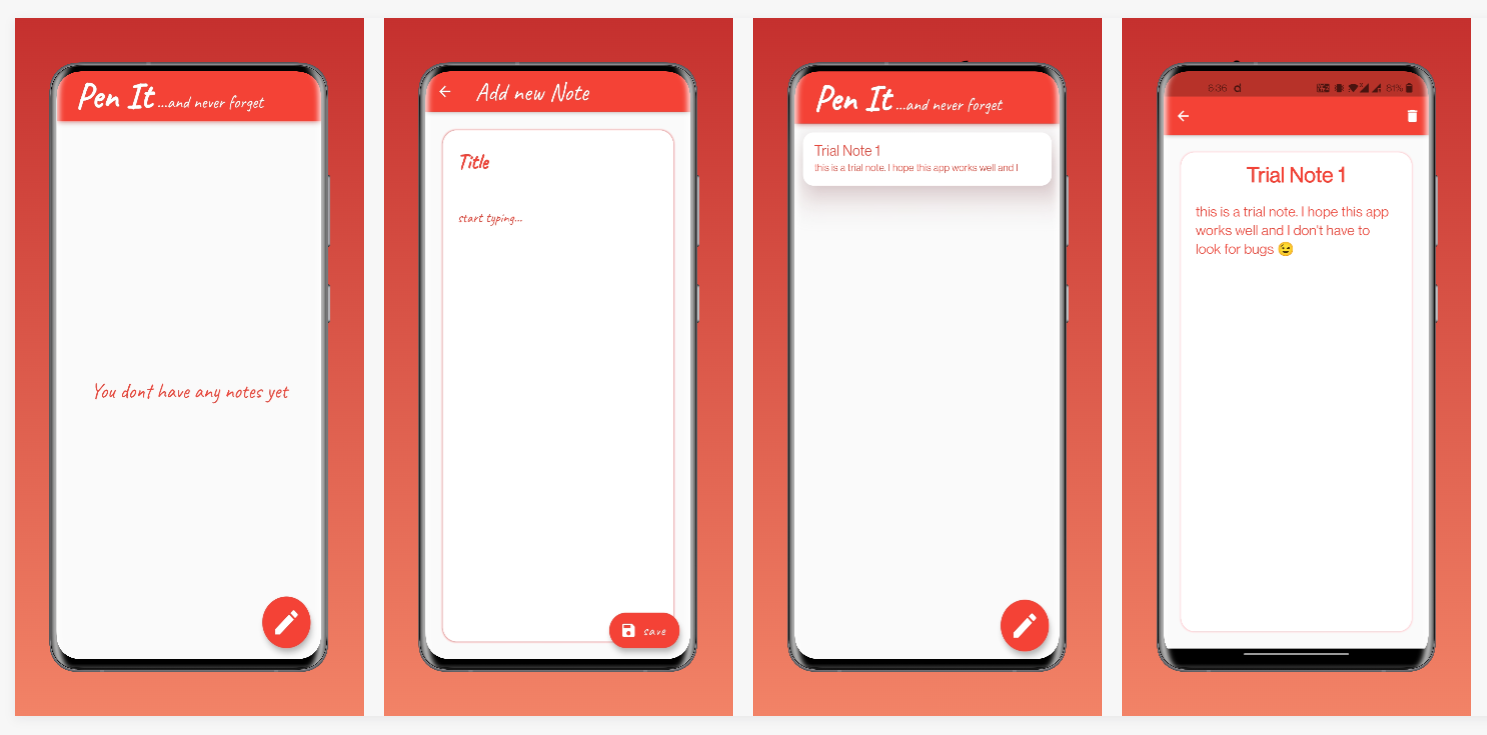 Pen It ...and never forget
You dont have any notes yet
Add new Note
Title
start typing...
save
Pen It ...and never forget
Trial Note 1
this is a trial note. I hope this app works well and I
5:36 d 81%
Trial Note 1
this is a trial note. I hope this app
works well and I don't have to
look for bugs 😉